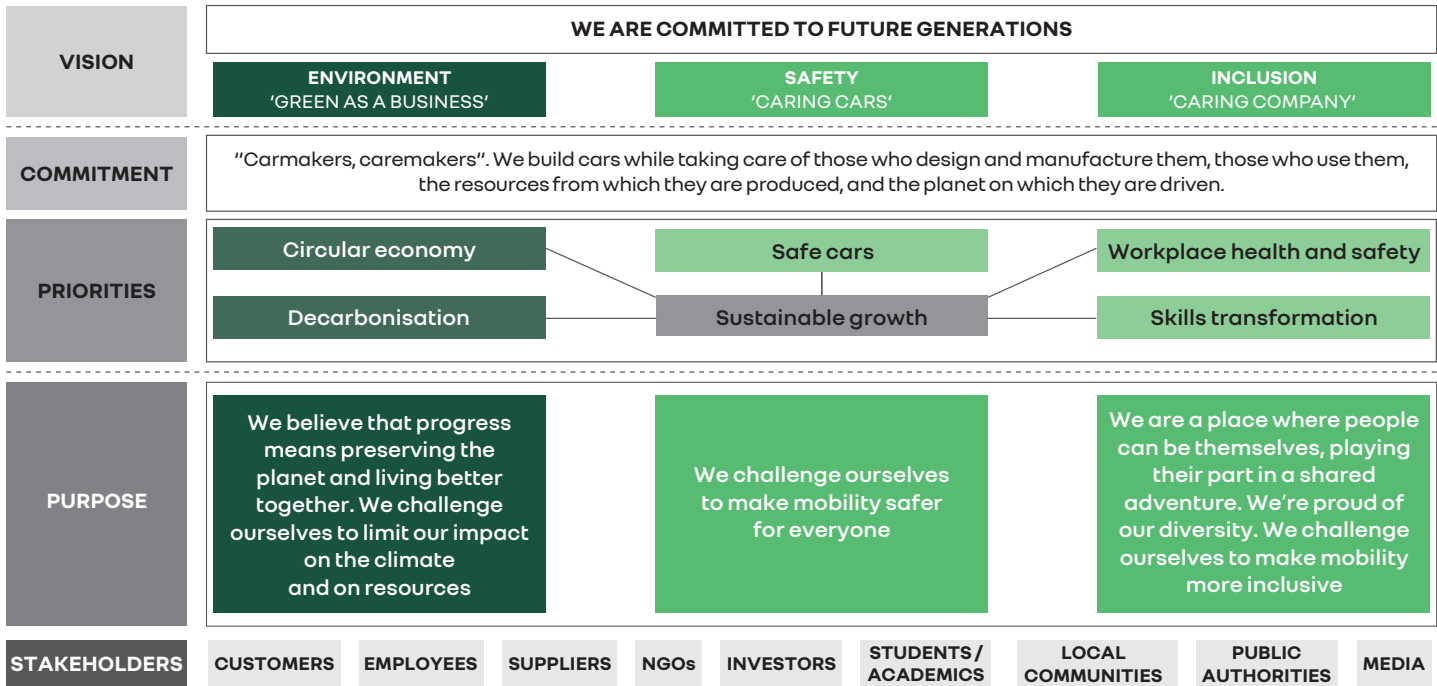 VISION
WE ARE COMMITTED TO FUTURE GENERATIONS
ENVIRONMENT
'GREEN AS A BUSINESS'
SAFETY
'CARING CARS'
INCLUSION
'CARING COMPANY'
COMMITMENT
“Carmakers, caremakers“. We build cars while taking care of those who design and manufacture them, those who use them,
the resources from which they are produced, and the planet on which they are driven.
PRIORITIES
Circular economy
Safe cars
Workplace health and safety
Decarbonisation
Sustainable growth
Skills transformation
PURPOSE
We believe that progress
means preserving the
planet and living better
together. We challenge
ourselves to limit our impact
on the climate
and on resources
We challenge ourselves
to make mobility safer
for everyone
We are a place where people
can be themselves, playing
their part in a shared
adventure. We’re proud of
our diversity. We challenge
ourselves to make mobility
more inclusive
STAKEHOLDERS
CUSTOMERS
EMPLOYEES
SUPPLIERS
NGOs
INVESTORS
STUDENTS /
ACADEMICS
LOCAL
COMMUNITIES
PUBLIC
AUTHORITIES
MEDIA